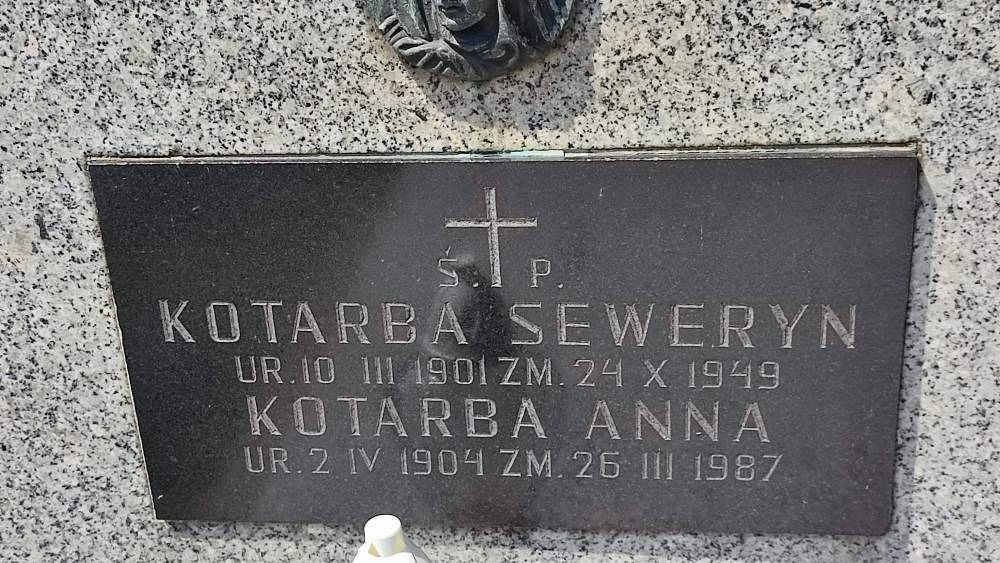 Ś. P.
KOTARBA SEWERYN
UR. 10 III 1901 ZM. 24 X 1949
KOTARBA ANNA
UR. 2 IV 1904 ZM. 26 III 1987